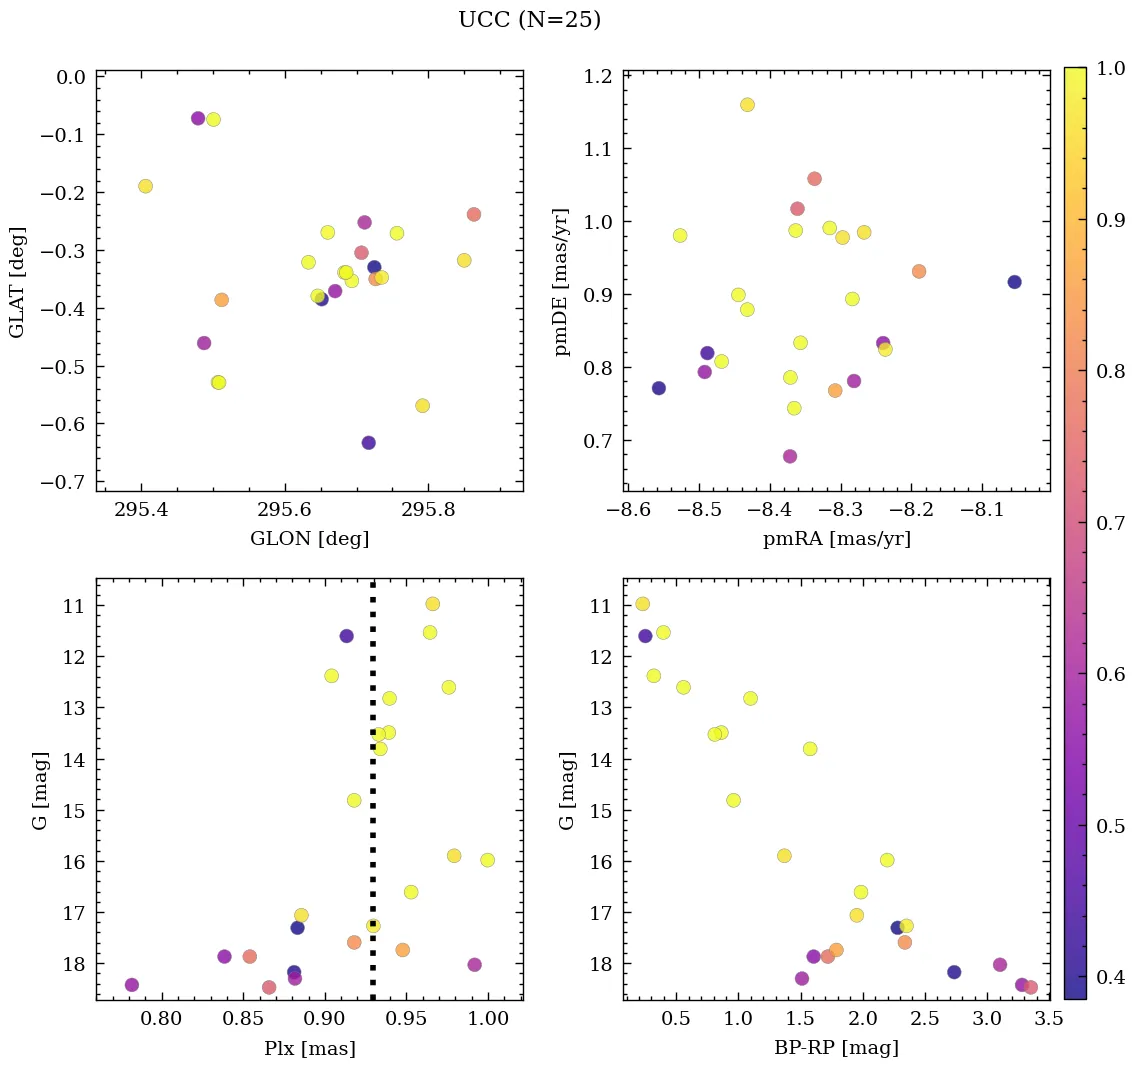 UCC (N=25)
0.0
−0.1
−0.2
−0.3
−0.4
−0.5
−0.6
−0.7
GLAT [deg]
295.4 295.6 295.8
GLON [deg]
1.2
1.1
1.0
0.9
0.8
0.7
pmDE [mas/yr]
−8.6 −8.5 −8.4 −8.3 −8.2 −8.1
pmRA [mas/yr]
11
12
13
14
15
16
17
18
G [mag]
0.80 0.85 0.90 0.95 1.00
Plx [mas]
11
12
13
14
15
16
17
18
G [mag]
0.5 1.0 1.5 2.0 2.5 3.0 3.5
BP-RP [mag]
1.0
0.9
0.8
0.7
0.6
0.5
0.4